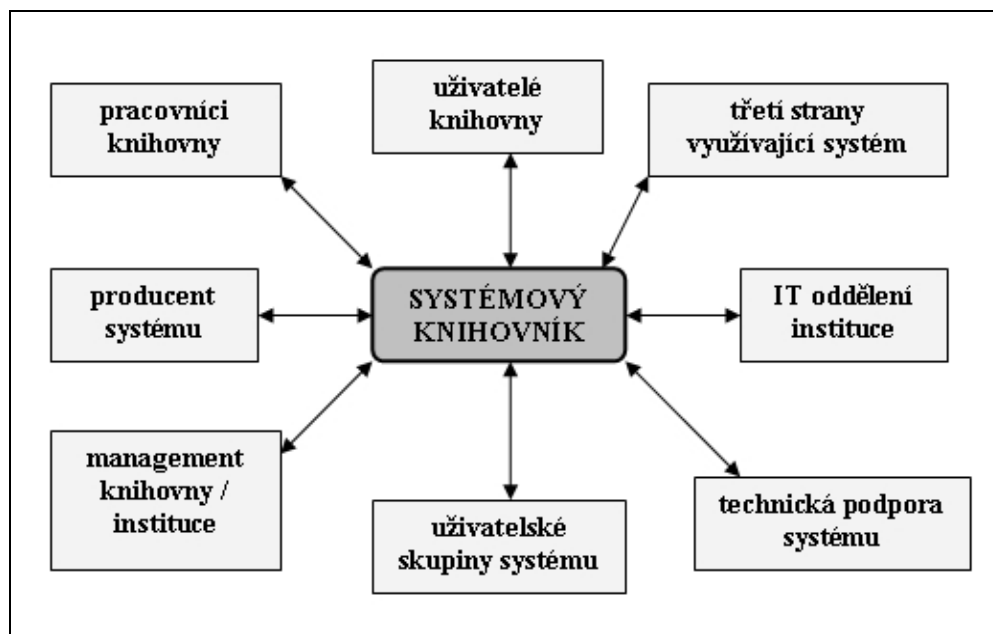 pracovníci
knihovny
uživatelé
knihovny
třetí strany
využívající systém
producent
systému
SYSTÉMOVÝ
KNIHOVNÍK
IT oddělení
instituce
management
knihovny /
instituce
uživatelské
skupiny systému
technická podpora
systému